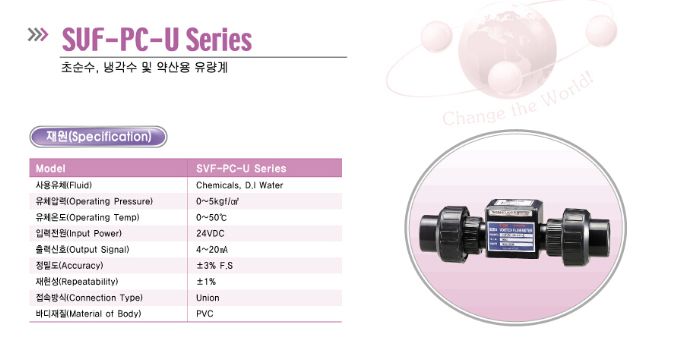 SVF-PC-U Series
초순수, 냉각수 및 약산용 유량계
Change the World!
재원(Specification)
Model SVF-PC-U Series
사용유체(Fluid) Chemicals, D.I Water
유체압력(Operating Pressure) 0~5kgf/㎠
유체온도(Operating Temp) 0~50℃
입력전원(Input Power) 24VDC
출력신호(Output Signal) 4~20㎃
정밀도(Accuracy) ±3% F.S
재현성(Repeatability) ±1%
접속방식(Connection Type) Union
바디재질(Material of Body) PVC
VORTEX FLOWMETER